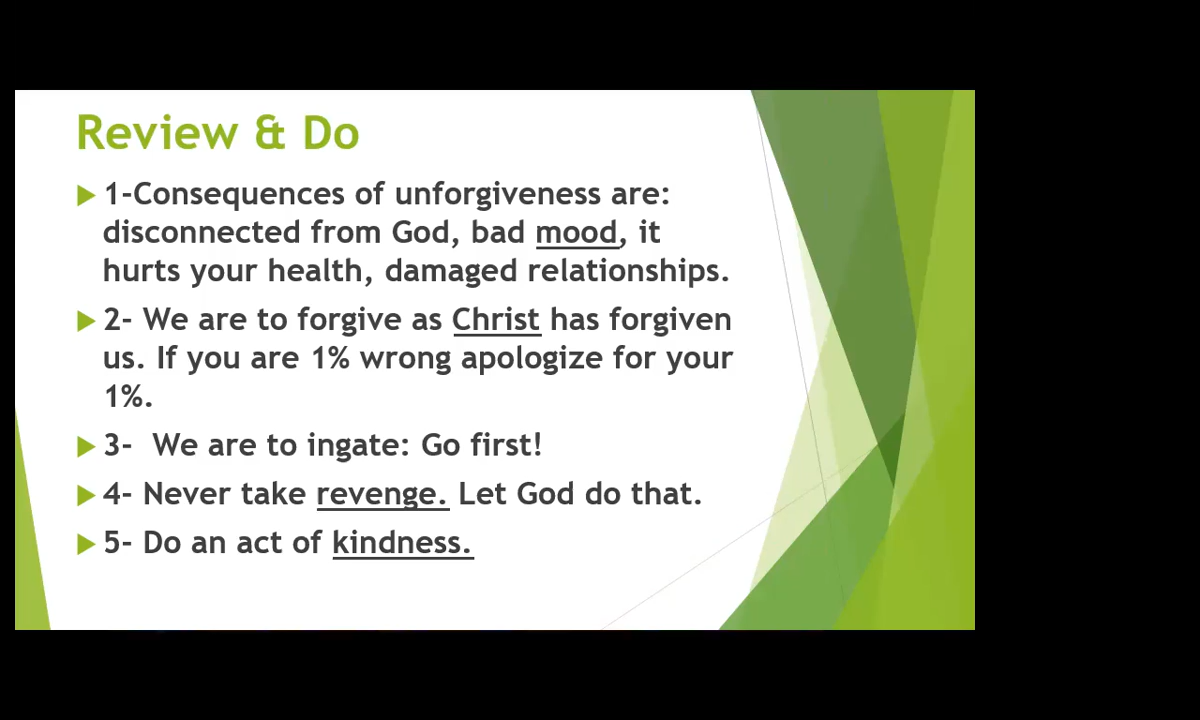 Review & Do
1-Consequences of unforgiveness are:
disconnected from God, bad mood, it
hurts your health, damaged relationships.
2- We are to forgive as Christ has forgiven
us. If you are 1% wrong apologize for your
1%.
3- We are to ingate: Go first!
4- Never take revenge. Let God do that.
5- Do an act of kindness.